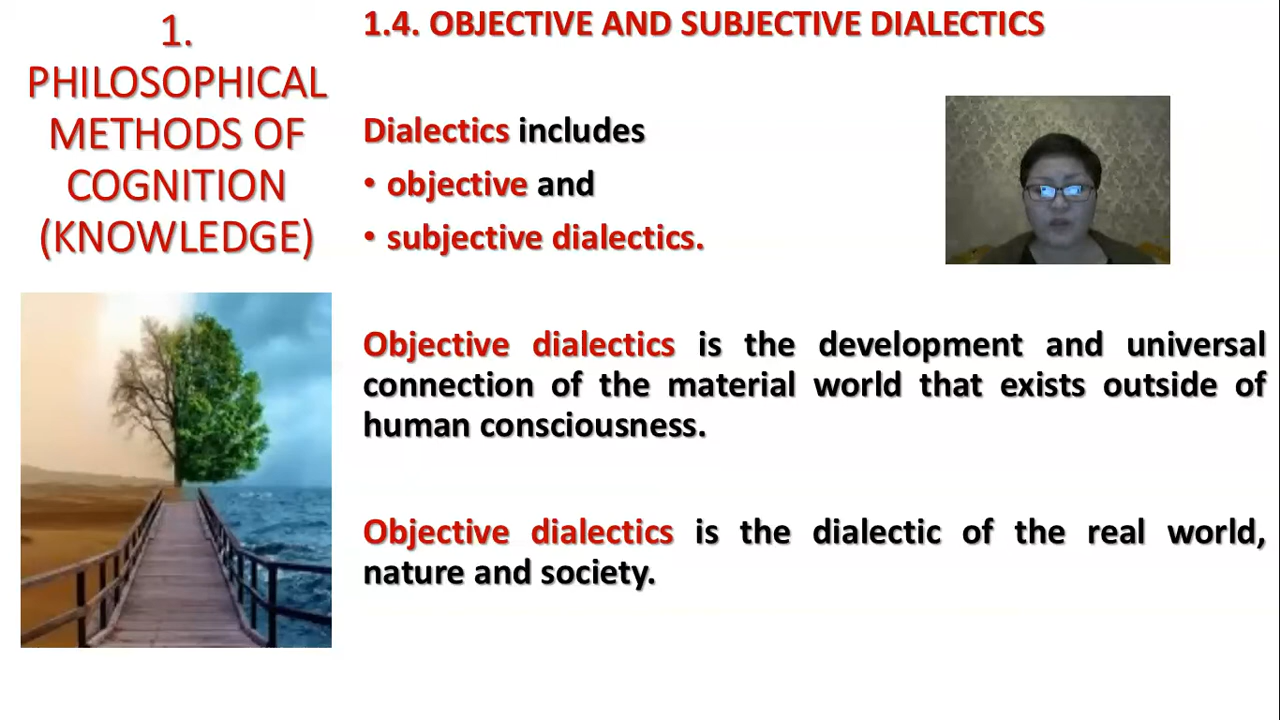 1.
PHILOSOPHICAL
METHODS OF
COGNITION
(KNOWLEDGE)
1.4. OBJECTIVE AND SUBJECTIVE DIALECTICS
Dialectics includes
• objective and
• subjective dialectics.
Objective dialectics is the development and universal
connection of the material world that exists outside of
human consciousness.
Objective dialectics is the dialectic of the real world,
nature and society.